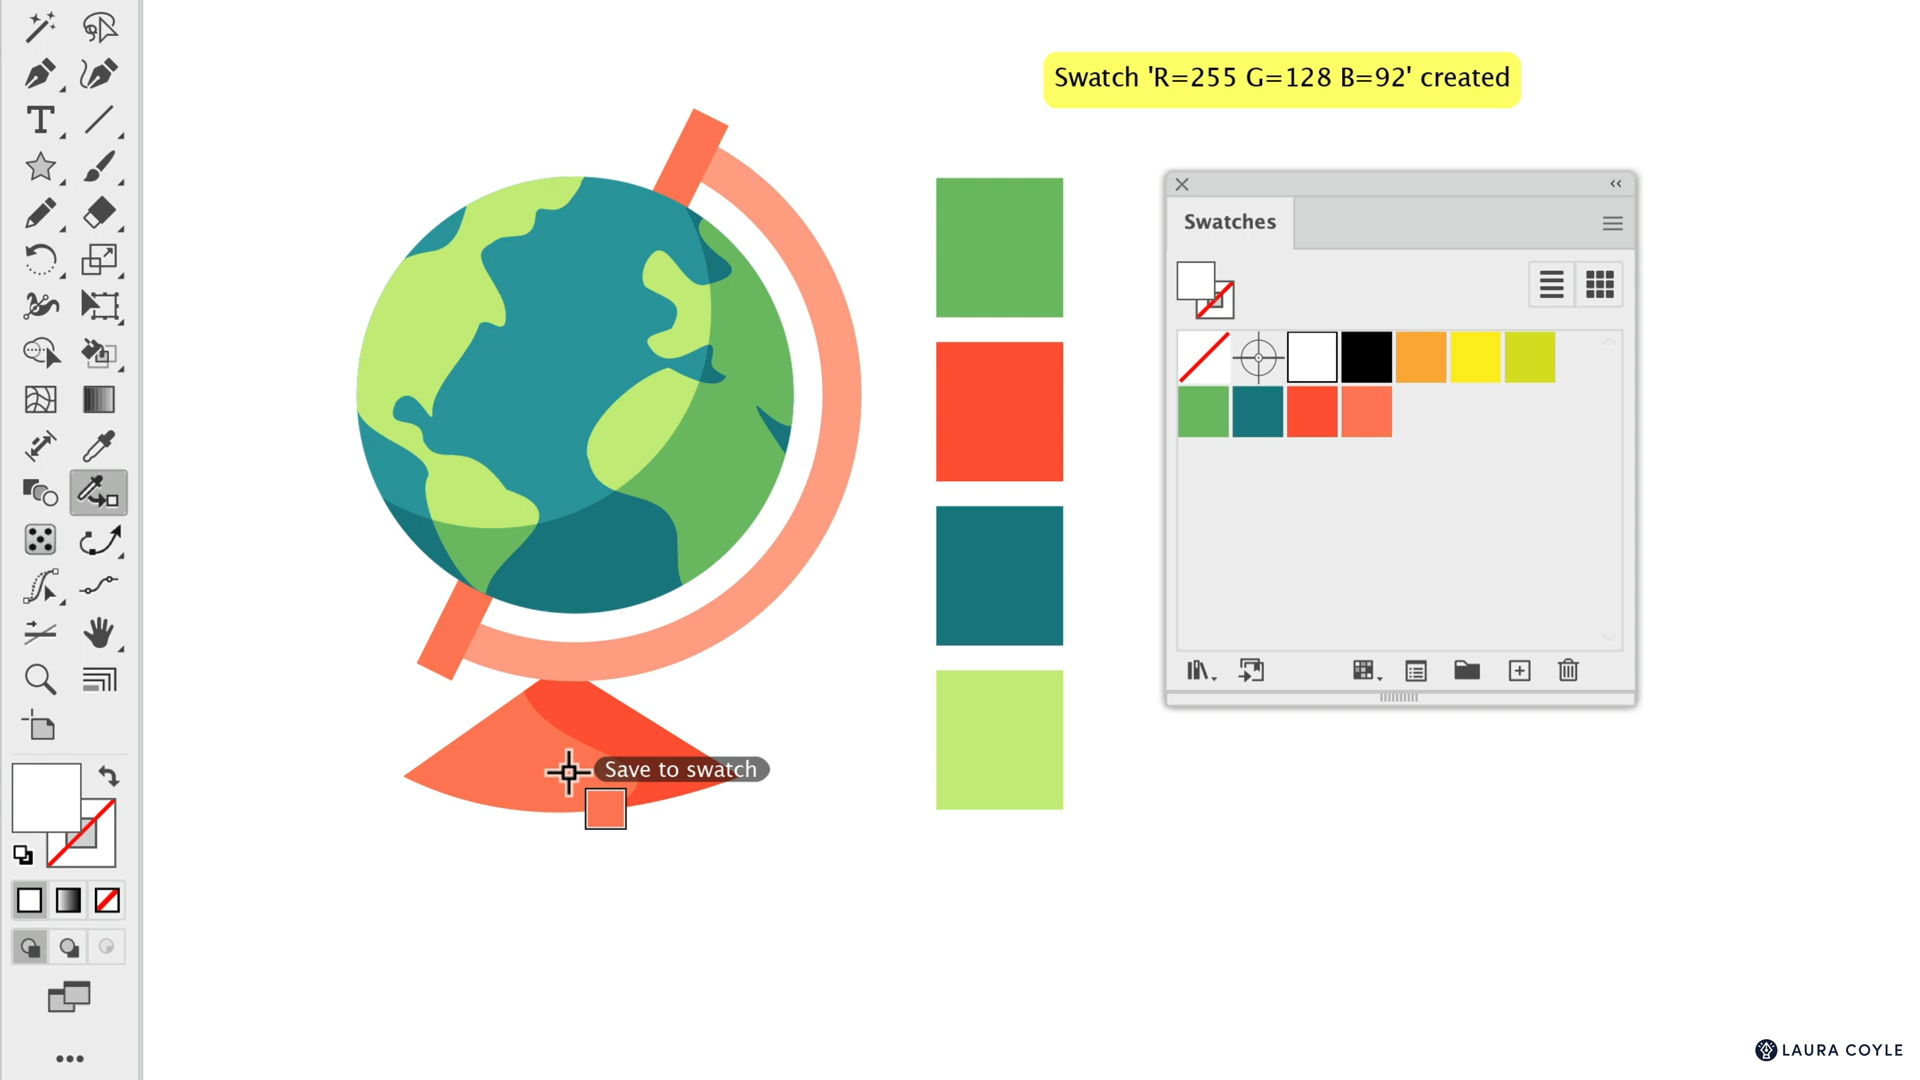 Swatch 'R=255 G=128 B=92' created
Swatches
Save to swatch
LAURA COYLE